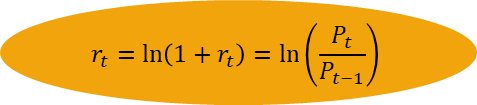 r_t = ln(1 + r_t) = ln(P_t / P_{t−1})